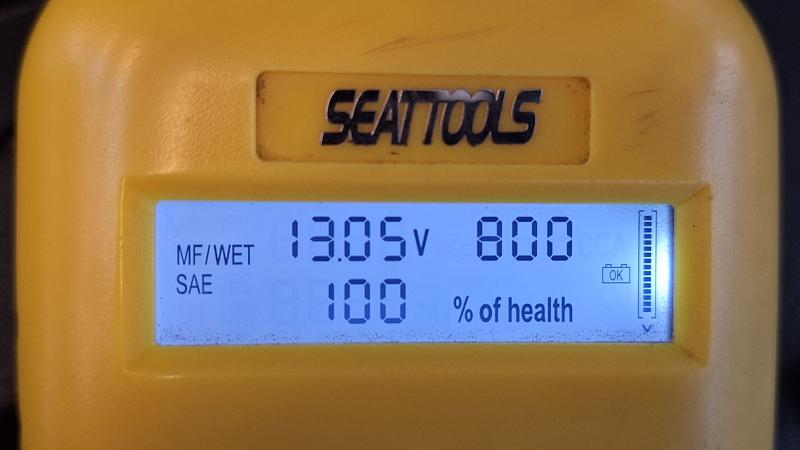 SEATTOOLS
MF/WET 13.05 V 800
SAE
OK
100 % of health
V